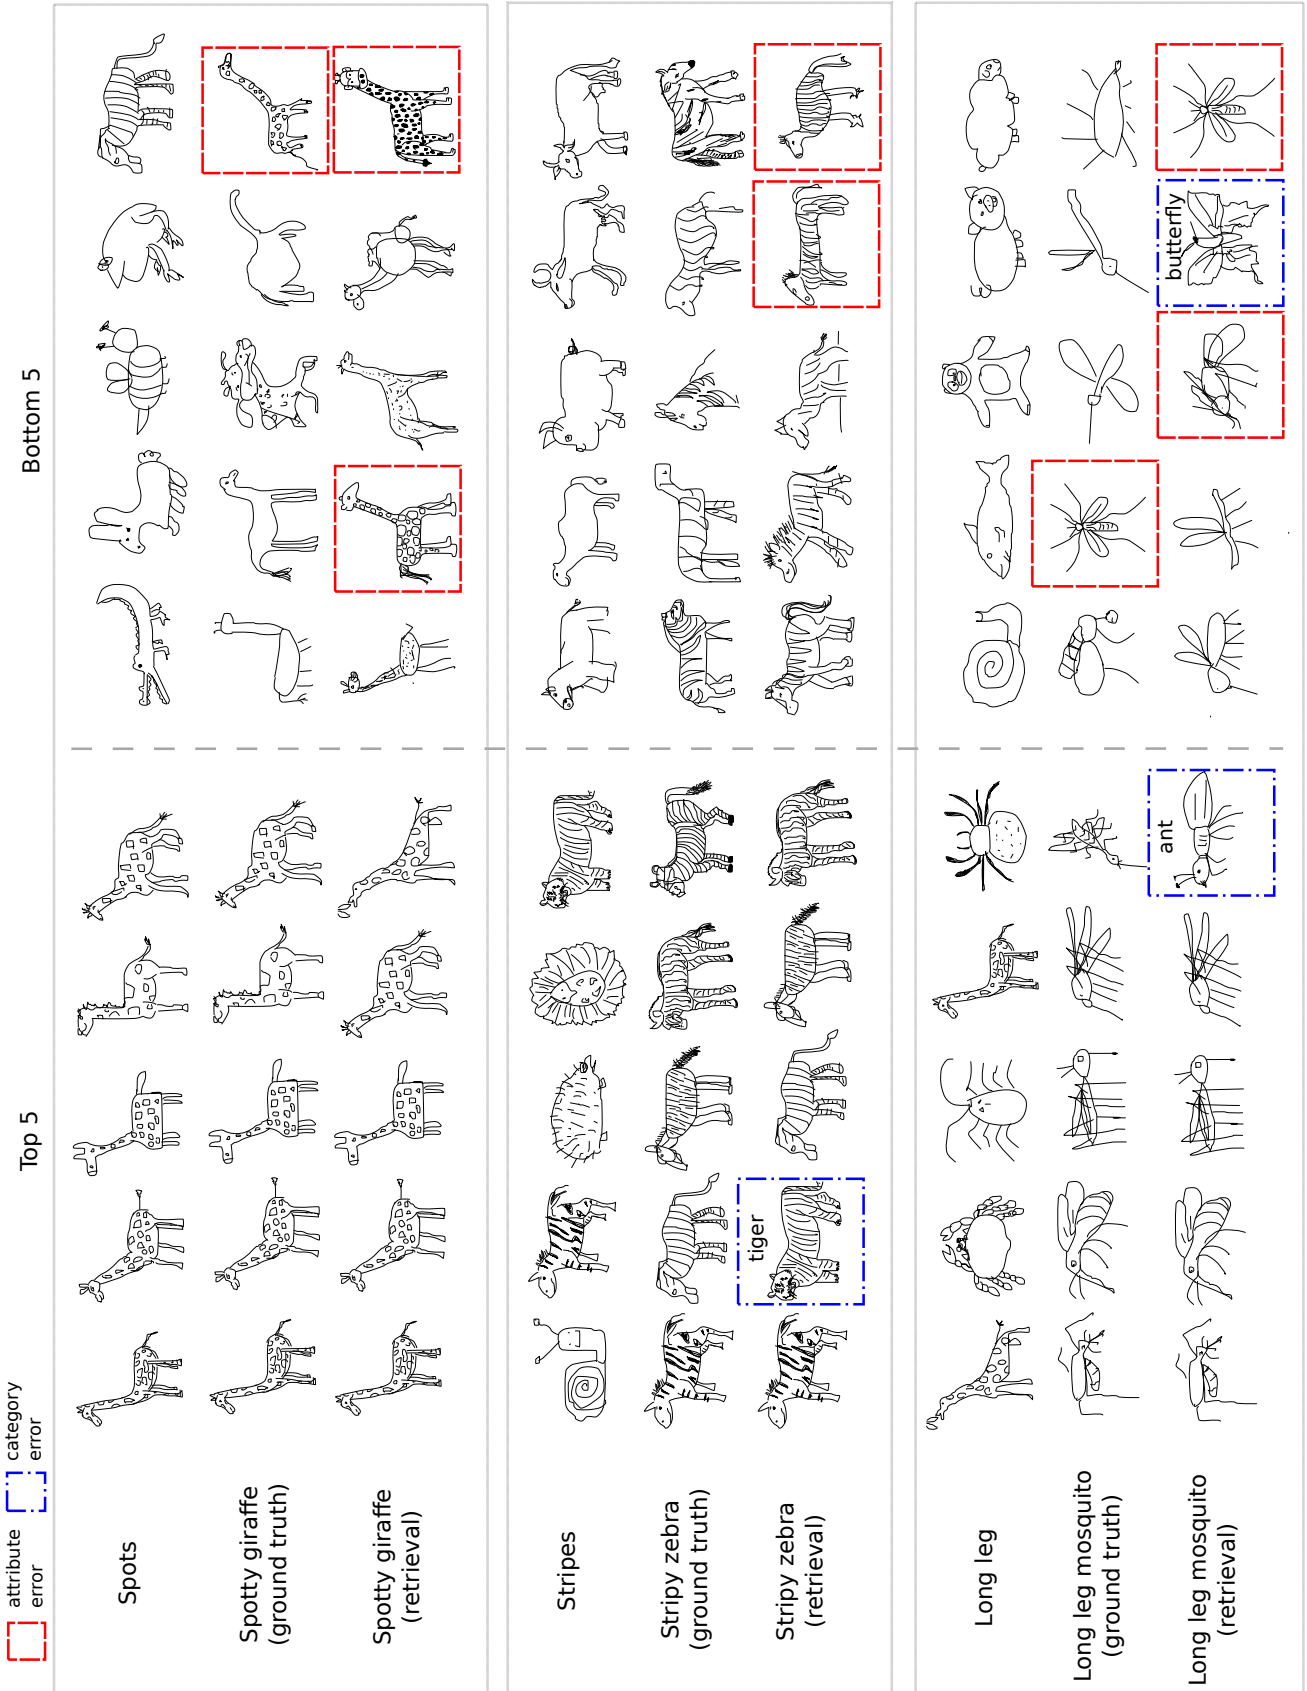 attribute
error
category
error
Top 5
Bottom 5
Spots
Spotty giraffe
(ground truth)
Spotty giraffe
(retrieval)
Stripes
Stripy zebra
(ground truth)
Stripy zebra
(retrieval)
tiger
Long leg
Long leg mosquito
(ground truth)
Long leg mosquito
(retrieval)
ant
butterfly